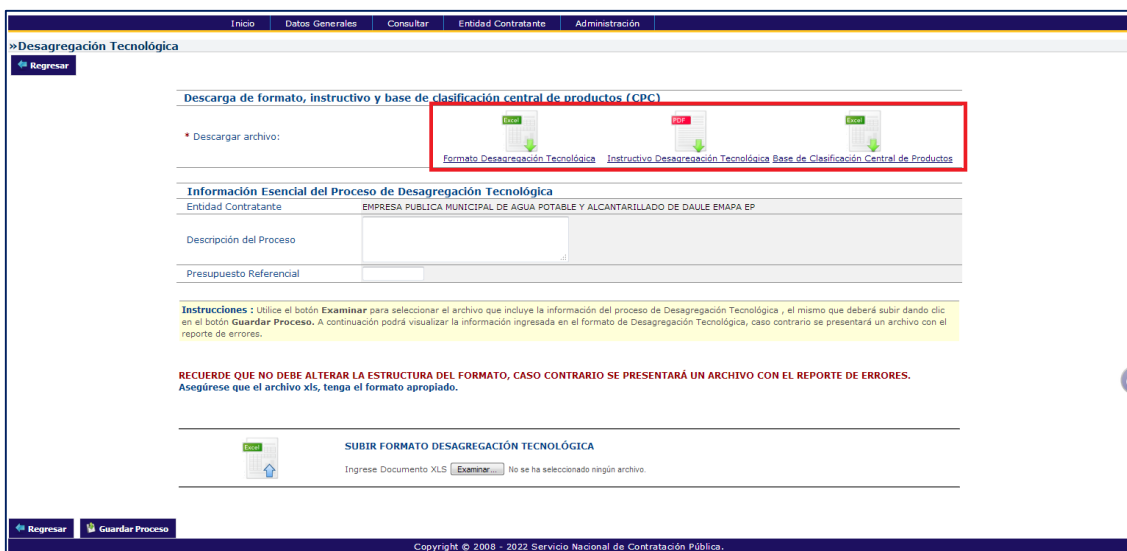 Inicio Datos Generales Consultar Entidad Contratante Administración
»Desagregación Tecnológica
Regresar
Descarga de formato, instructivo y base de clasificación central de productos (CPC)
* Descargar archivo:
Excel PDF Excel
Formato Desagregación Tecnológica Instructivo Desagregación Tecnológica Base de Clasificación Central de Productos
Información Esencial del Proceso de Desagregación Tecnológica
Entidad Contratante EMPRESA PUBLICA MUNICIPAL DE AGUA POTABLE Y ALCANTARILLADO DE DAULE EMAPA EP
Descripción del Proceso
Presupuesto Referencial
Instrucciones : Utilice el botón Examinar para seleccionar el archivo que incluye la información del proceso de Desagregación Tecnológica , el mismo que deberá subir dando clic
en el botón Guardar Proceso. A continuación podrá visualizar la información ingresada en el formato de Desagregación Tecnológica, caso contrario se presentará un archivo con el
reporte de errores.
RECUERDE QUE NO DEBE ALTERAR LA ESTRUCTURA DEL FORMATO, CASO CONTRARIO SE PRESENTARÁ UN ARCHIVO CON EL REPORTE DE ERRORES.
Asegúrese que el archivo xls, tenga el formato apropiado.
Excel
SUBIR FORMATO DESAGREGACIÓN TECNOLÓGICA
Ingrese Documento XLS Examinar... No se ha seleccionado ningún archivo.
Regresar Guardar Proceso
Copyright © 2008 - 2022 Servicio Nacional de Contratación Pública.